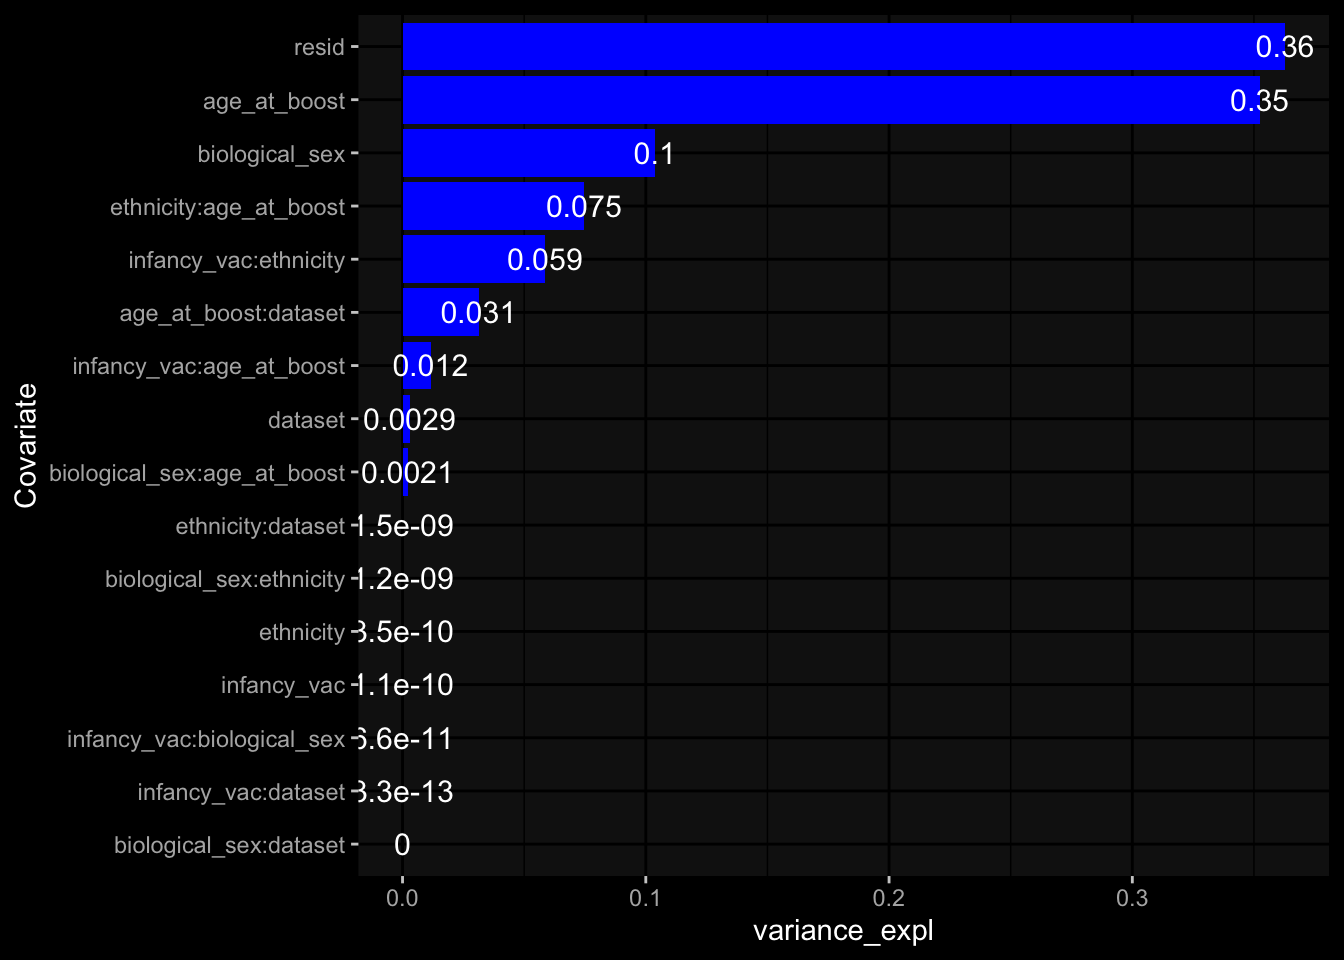 resid 0.36
age_at_boost 0.35
biological_sex 0.1
ethnicity:age_at_boost 0.075
infancy_vac:ethnicity 0.059
age_at_boost:dataset 0.031
infancy_vac:age_at_boost 0.012
dataset 0.0029
biological_sex:age_at_boost 0.0021
ethnicity:dataset 1.5e-09
biological_sex:ethnicity 1.2e-09
ethnicity
infancy_vac 1.1e-10
infancy_vac:biological_sex
infancy_vac:dataset
biological_sex:dataset 0
Covariate
0.0 0.1 0.2 0.3
variance_expl